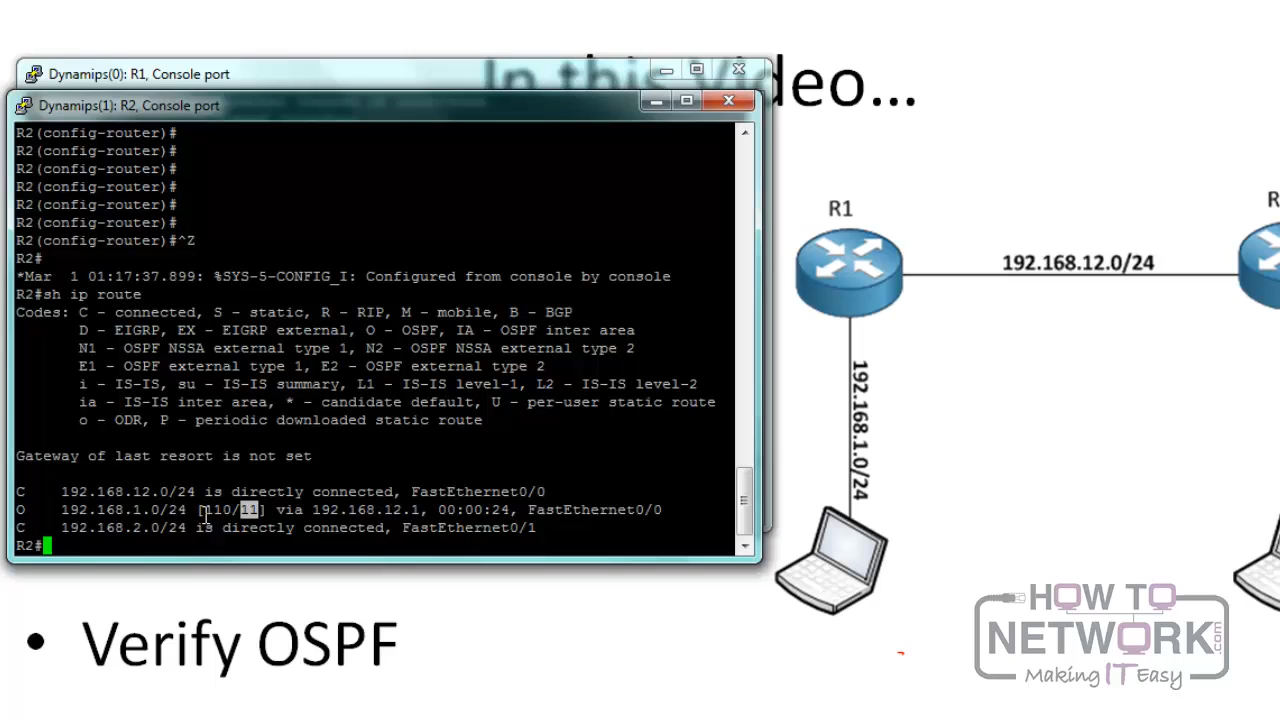 In this Video...
Dynamips(0): R1, Console port
Dynamips(1): R2, Console port
R2(config-router)#
R2(config-router)#
R2(config-router)#
R2(config-router)#
R2(config-router)#
R2(config-router)#
R2(config-router)#^Z
R2#
*Mar  1 01:17:37.899: %SYS-5-CONFIG_I: Configured from console by console
R2#sh ip route
Codes: C - connected, S - static, R - RIP, M - mobile, B - BGP
D - EIGRP, EX - EIGRP external, O - OSPF, IA - OSPF inter area
N1 - OSPF NSSA external type 1, N2 - OSPF NSSA external type 2
E1 - OSPF external type 1, E2 - OSPF external type 2
i - IS-IS, su - IS-IS summary, L1 - IS-IS level-1, L2 - IS-IS level-2
ia - IS-IS inter area, * - candidate default, U - per-user static route
o - ODR, P - periodic downloaded static route
Gateway of last resort is not set
C    192.168.12.0/24 is directly connected, FastEthernet0/0
O    192.168.1.0/24 [110/11] via 192.168.12.1, 00:00:24, FastEthernet0/0
C    192.168.2.0/24 is directly connected, FastEthernet0/1
R2#
R1
R
192.168.12.0/24
192.168.1.0/24
• Verify OSPF
HOW TO
NETWORK.com
Making IT Easy